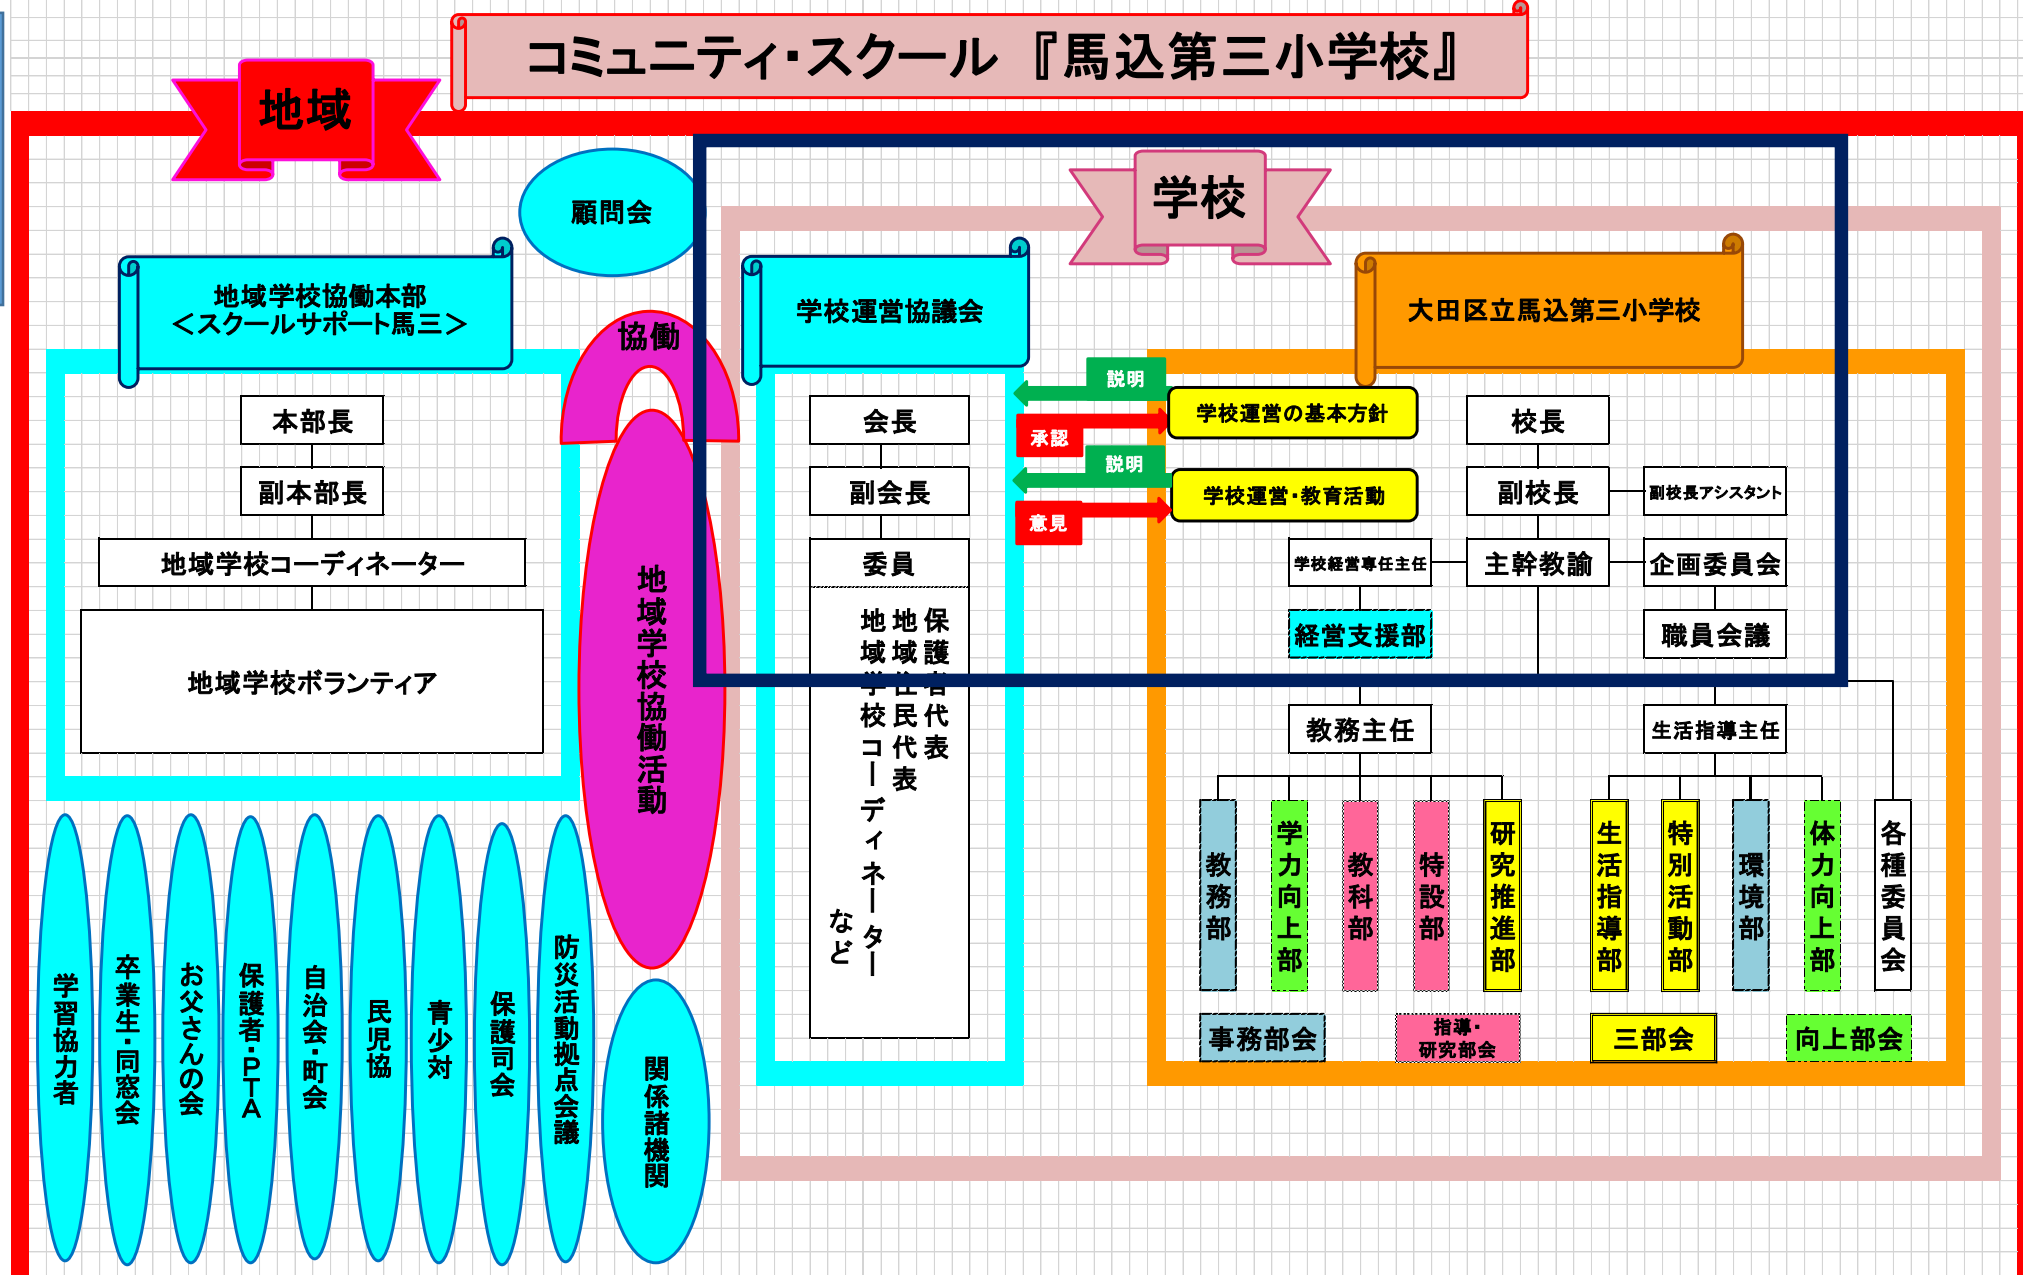 コミュニティ・スクール 『馬込第三小学校』
地域
学校
顧問会
地域学校協働本部
＜スクールサポート馬三＞
本部長
副本部長
地域学校コーディネーター
地域学校ボランティア
協働
地域学校協働活動
学校運営協議会
会長
副会長
委員
保護者代表
地域住民代表
地域学校コーディネーター
など
説明
承認
説明
意見
大田区立馬込第三小学校
学校運営の基本方針
学校運営・教育活動
校長
副校長
副校長アシスタント
学校経営専任主任
主幹教諭
企画委員会
経営支援部
職員会議
教務主任
生活指導主任
教務部
学力向上部
教科部
特設部
研究推進部
生活指導部
特別活動部
環境部
体力向上部
各種委員会
事務部会
指導・
研究部会
三部会
向上部会
学習協力者
卒業生・同窓会
お父さんの会
保護者・PTA
自治会・町会
民児協
青少対
保護司会
防災活動拠点会議
関係諸機関